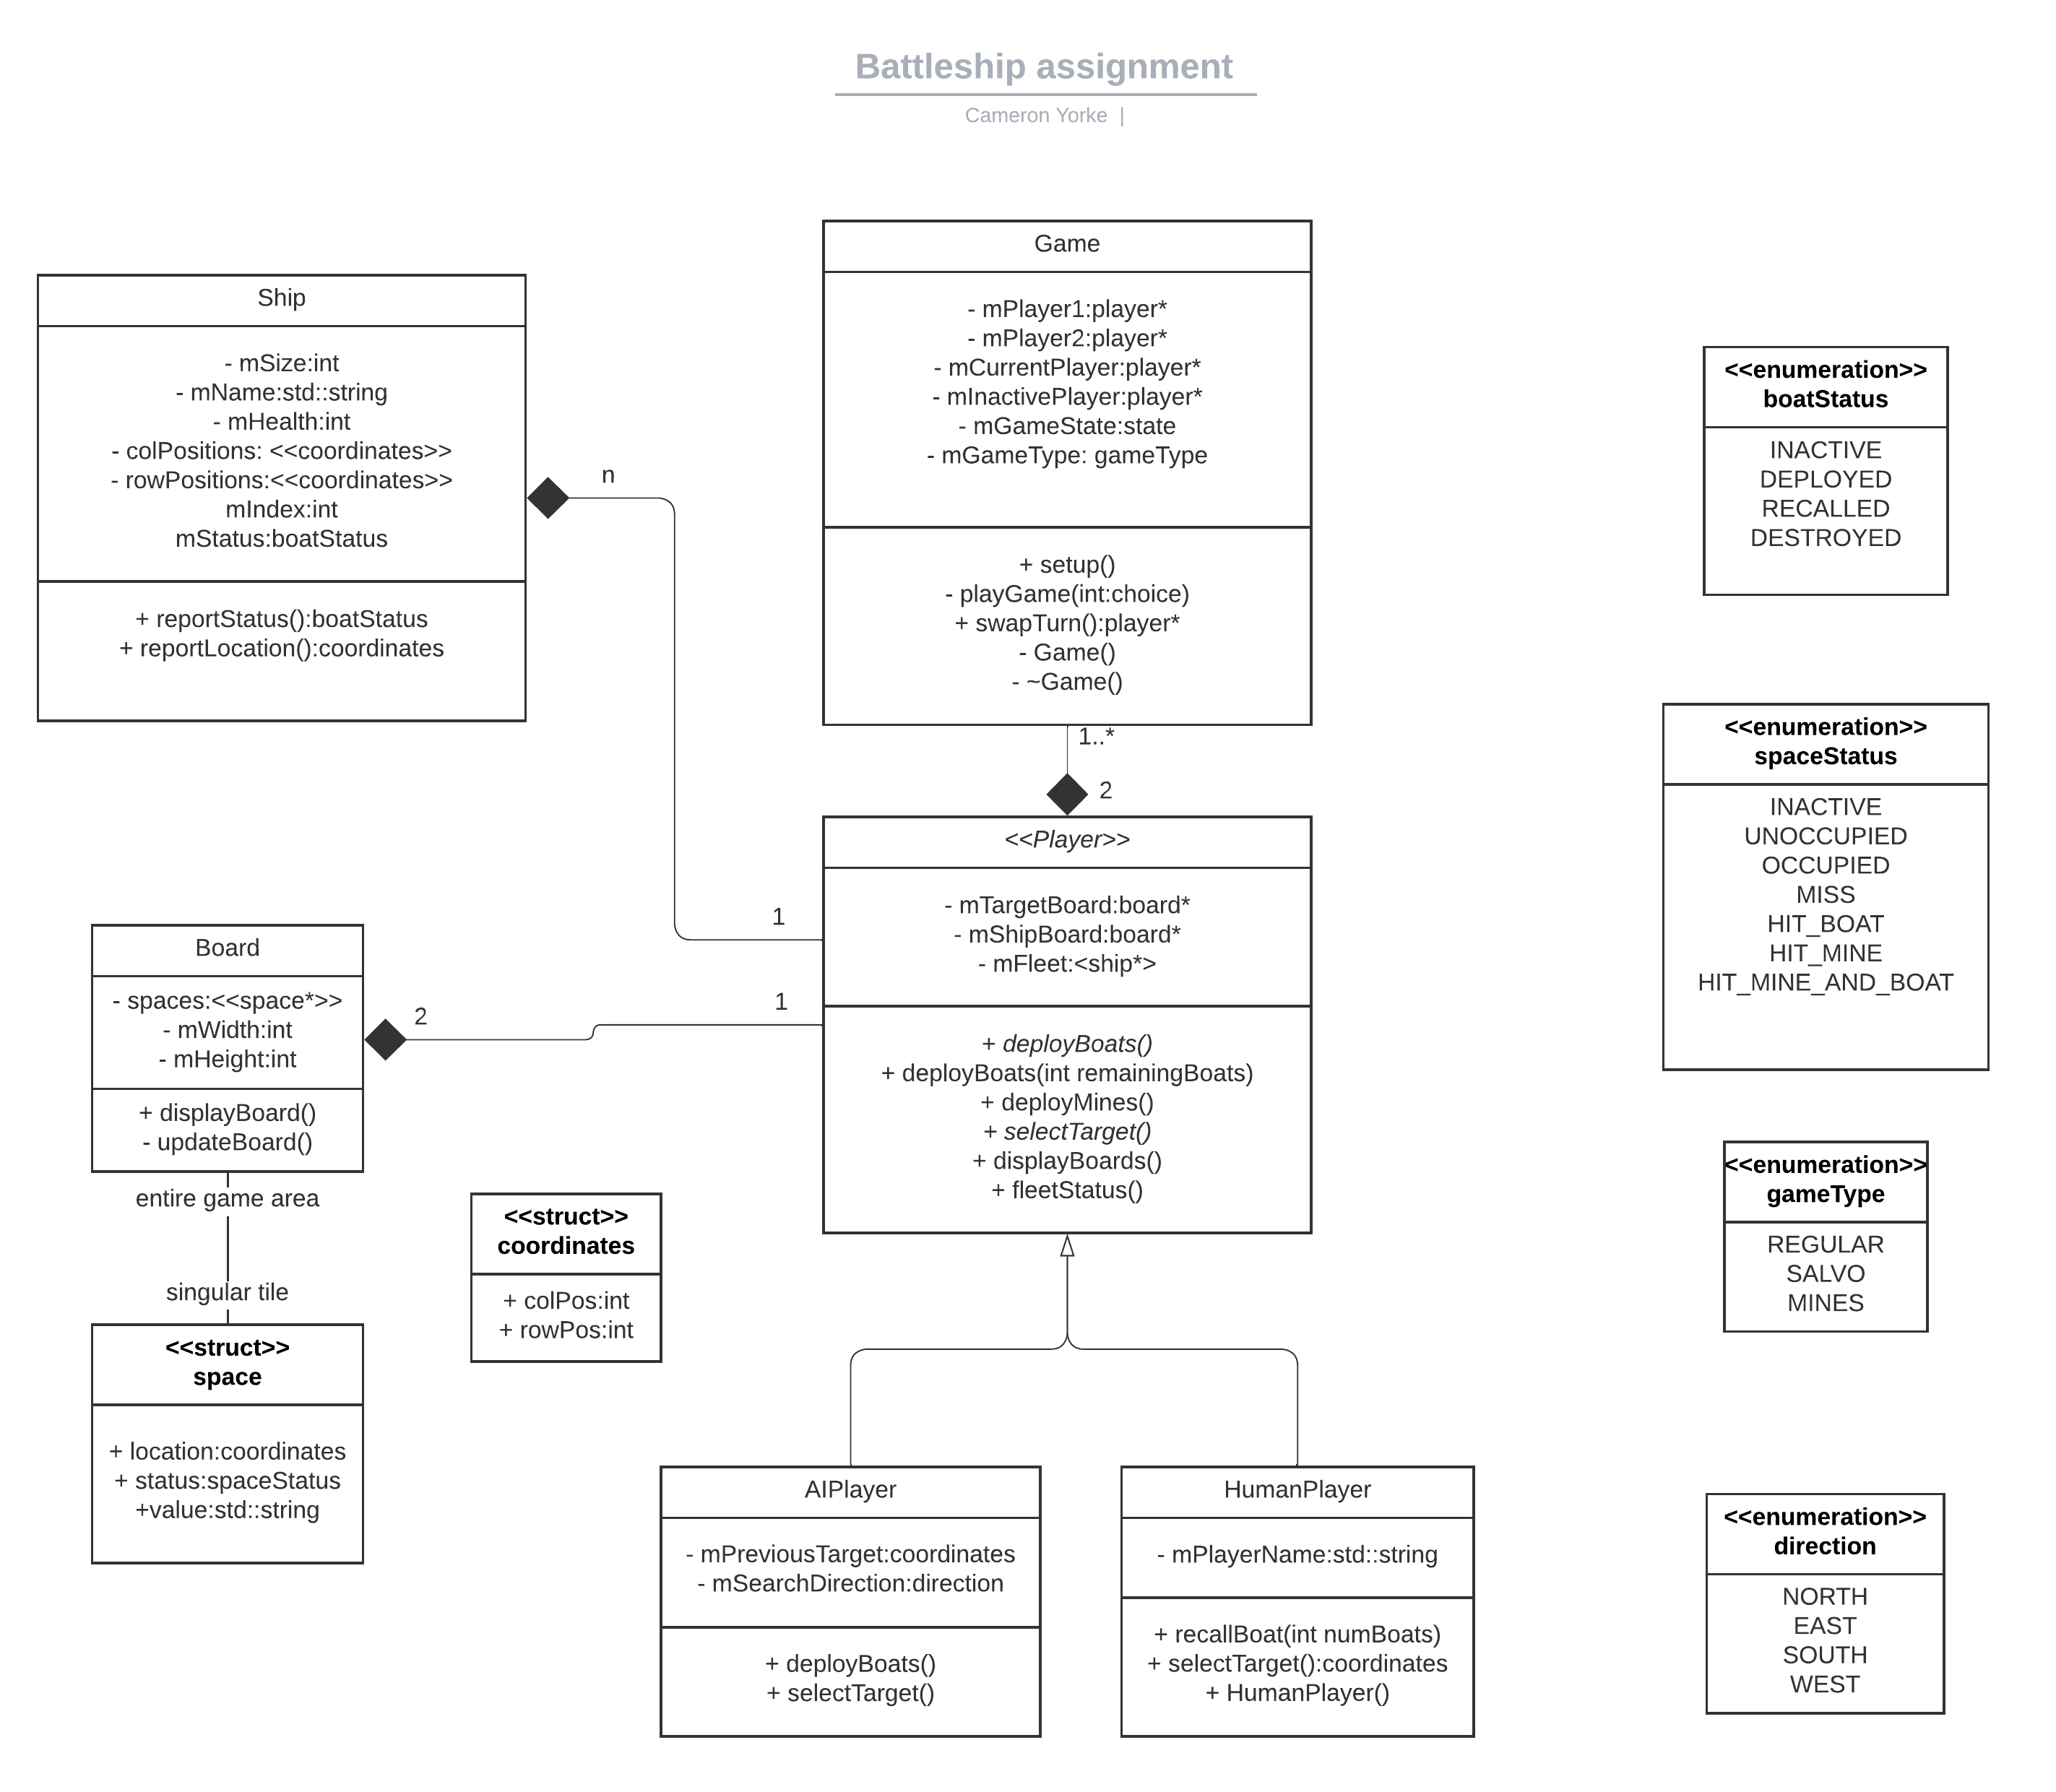 Battleship assignment
Cameron Yorke |
Ship
- mSize:int
- mName:std::string
- mHealth:int
- colPositions: <<coordinates>>
- rowPositions:<<coordinates>>
mIndex:int
mStatus:boatStatus
+ reportStatus():boatStatus
+ reportLocation():coordinates
n
1
Game
- mPlayer1:player*
- mPlayer2:player*
- mCurrentPlayer:player*
- mInactivePlayer:player*
- mGameState:state
- mGameType: gameType
+ setup()
- playGame(int:choice)
+ swapTurn():player*
- Game()
- ~Game()
1..*
2
<<Player>>
- mTargetBoard:board*
- mShipBoard:board*
- mFleet:<ship*>
+ deployBoats()
+ deployBoats(int remainingBoats)
+ deployMines()
+ selectTarget()
+ displayBoards()
+ fleetStatus()
Board
- spaces:<<space*>>
- mWidth:int
- mHeight:int
+ displayBoard()
- updateBoard()
2
1
entire game area
singular tile
<<struct>>
space
+ location:coordinates
+ status:spaceStatus
+value:std::string
<<struct>>
coordinates
+ colPos:int
+ rowPos:int
AIPlayer
- mPreviousTarget:coordinates
- mSearchDirection:direction
+ deployBoats()
+ selectTarget()
HumanPlayer
- mPlayerName:std::string
+ recallBoat(int numBoats)
+ selectTarget():coordinates
+ HumanPlayer()
<<enumeration>>
boatStatus
INACTIVE
DEPLOYED
RECALLED
DESTROYED
<<enumeration>>
spaceStatus
INACTIVE
UNOCCUPIED
OCCUPIED
MISS
HIT_BOAT
HIT_MINE
HIT_MINE_AND_BOAT
<<enumeration>>
gameType
REGULAR
SALVO
MINES
<<enumeration>>
direction
NORTH
EAST
SOUTH
WEST